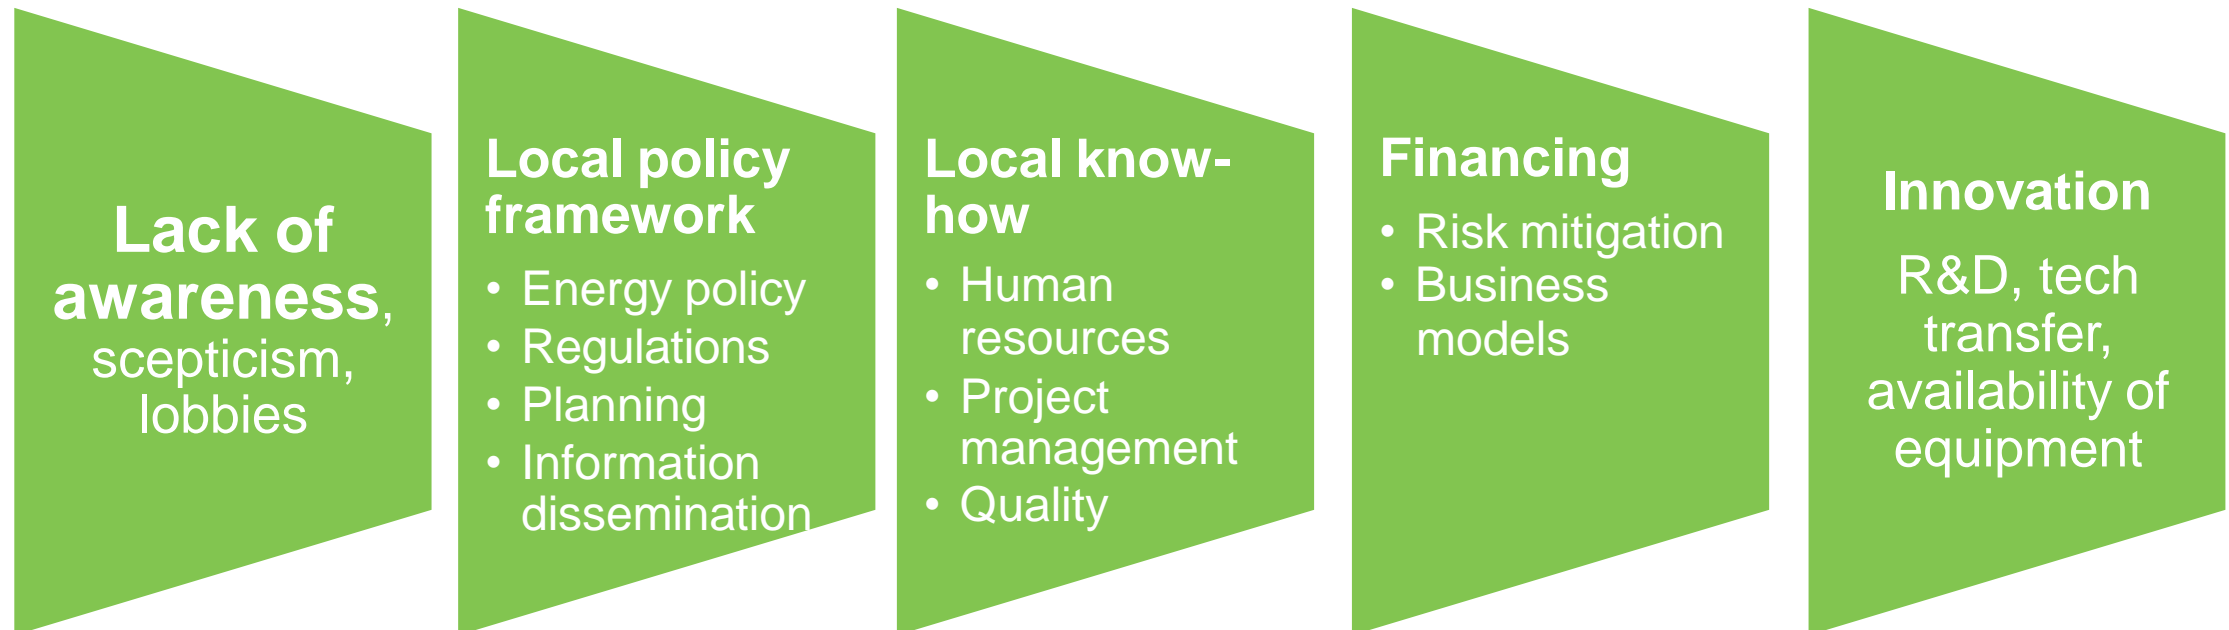 Lack of
awareness,
scepticism,
lobbies
Local policy
framework
• Energy policy
• Regulations
• Planning
• Information
dissemination
Local know-
how
• Human
resources
• Project
management
• Quality
Financing
• Risk mitigation
• Business
models
Innovation
R&D, tech
transfer,
availability of
equipment